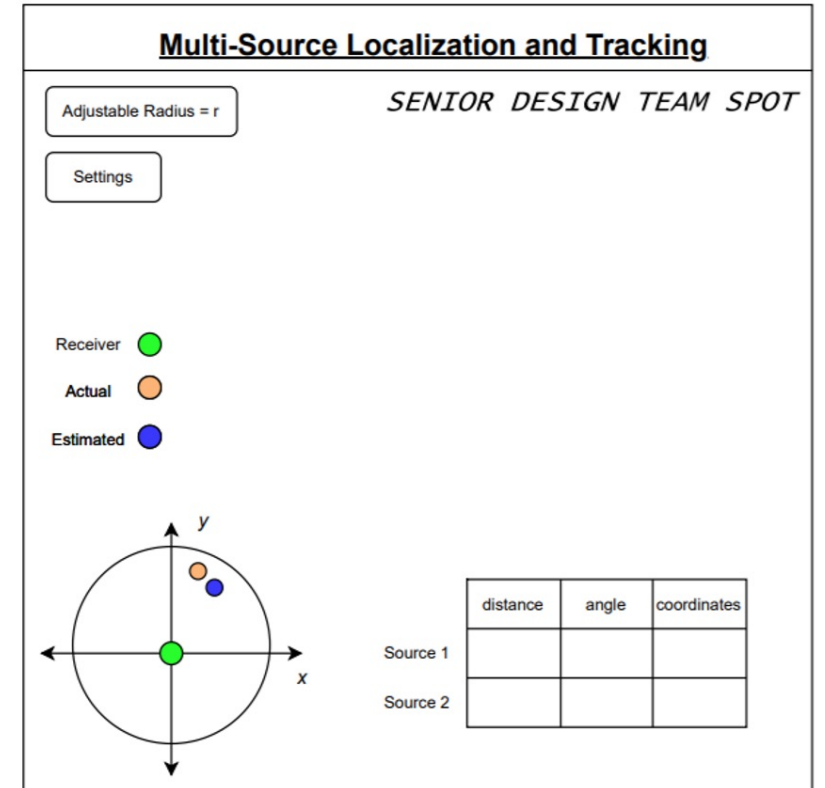 Multi-Source Localization and Tracking
Adjustable Radius = r
SENIOR DESIGN TEAM SPOT
Settings
Receiver
Actual
Estimated
y
x
distance angle coordinates
Source 1
Source 2